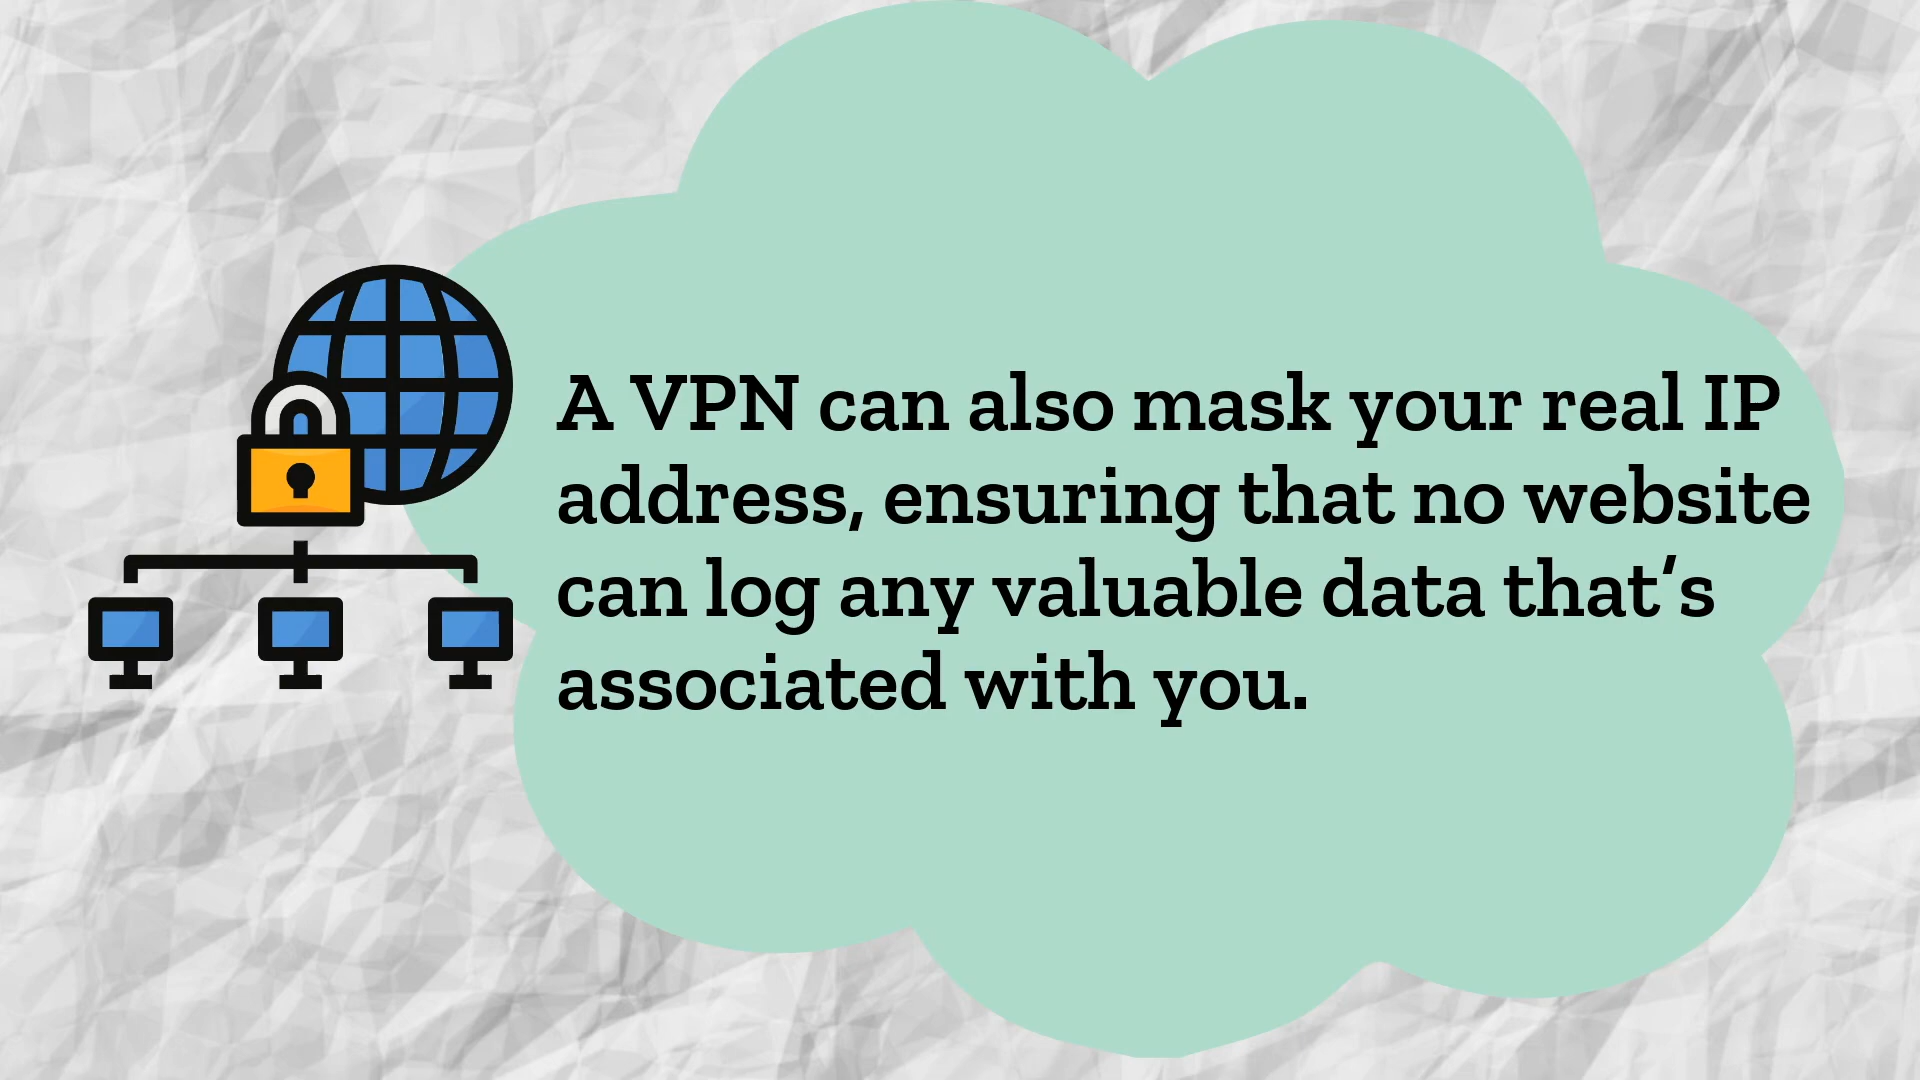 A VPN can also mask your real IP
address, ensuring that no website
can log any valuable data that’s
associated with you.